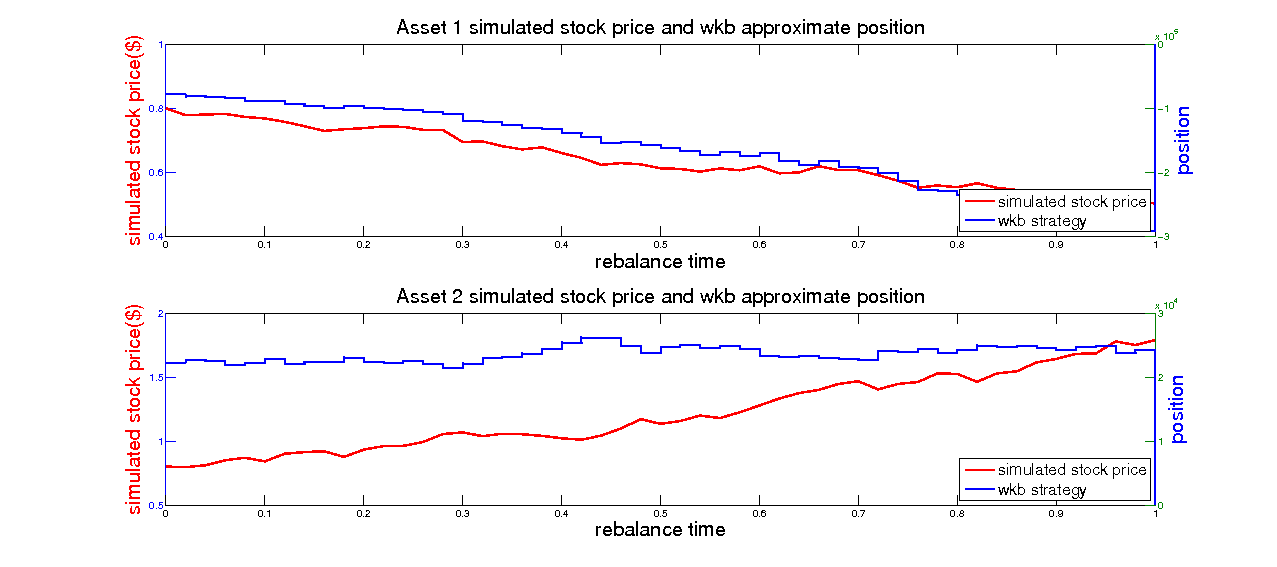 Asset 1 simulated stock price and wkb approximate position
x 10
1
0.8
0.6
0.4
simulated stock price($)
0
-1
-2
-3
position
simulated stock price
wkb strategy
0 0.1 0.2 0.3 0.4 0.5 0.6 0.7 0.8 0.9 1
rebalance time
Asset 2 simulated stock price and wkb approximate position
x 10^4
2
1.5
1
0.5
simulated stock price($)
3
2
1
0
position
simulated stock price
wkb strategy
0 0.1 0.2 0.3 0.4 0.5 0.6 0.7 0.8 0.9 1
rebalance time